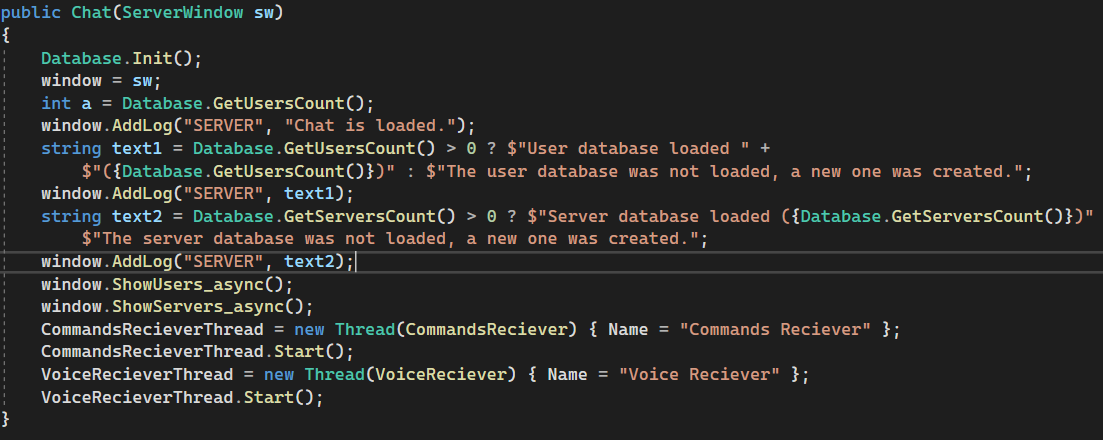 public Chat(ServerWindow sw)
{
    Database.Init();
    window = sw;
    int a = Database.GetUsersCount();
    window.AddLog("SERVER", "Chat is loaded.");
    string text1 = Database.GetUsersCount() > 0 ? $"User database loaded " +
        $"({Database.GetUsersCount()})" : $"The user database was not loaded, a new one was created.";
    window.AddLog("SERVER", text1);
    string text2 = Database.GetServersCount() > 0 ? $"Server database loaded ({Database.GetServersCount()})"
        $"The server database was not loaded, a new one was created.";
    window.AddLog("SERVER", text2);
    window.ShowUsers_async();
    window.ShowServers_async();
    CommandsRecieverThread = new Thread(CommandsReciever) { Name = "Commands Reciever" };
    CommandsRecieverThread.Start();
    VoiceRecieverThread = new Thread(VoiceReciever) { Name = "Voice Reciever" };
    VoiceRecieverThread.Start();
}